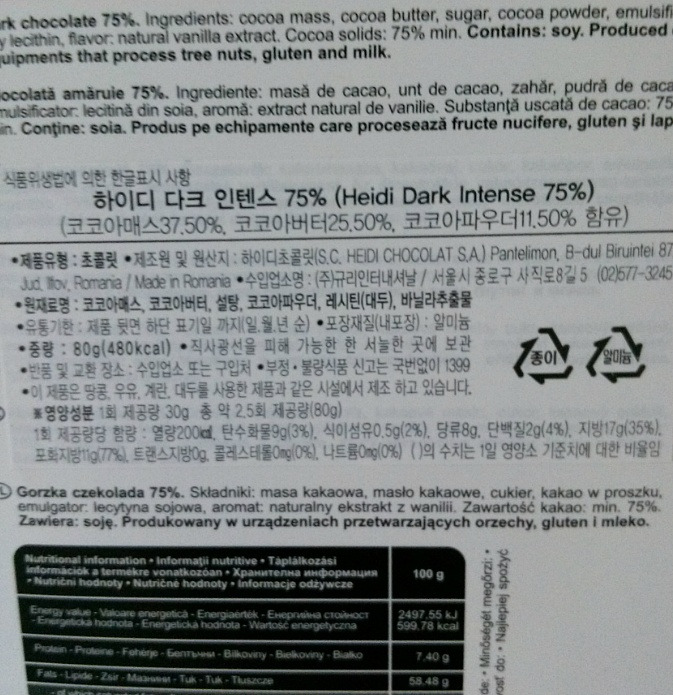 rk chocolate 75%. Ingredients: cocoa mass, cocoa butter, sugar, cocoa powder, emulsifi
y lecithin, flavor: natural vanilla extract. Cocoa solids: 75% min. Contains: soy. Produced
uipments that process tree nuts, gluten and milk.
ocolată amăruie 75%. Ingrediente: masă de cacao, unt de cacao, zahăr, pudră de caca
mulsificator: lecitină din soia, aromă: extract natural de vanilie. Substanţă uscată de cacao: 75
in. Conţine: soia. Produs pe echipamente care procesează fructe nucifere, gluten şi lap
식품위생법에 의한 한글표시 사항
하이디 다크 인텐스 75% (Heidi Dark Intense 75%)
(코코아매스37.50%, 코코아버터25.50%, 코코아파우더11.50% 함유)
•제품유형 : 초콜릿 •제조원 및 원산지 : 하이디초콜릿(S.C. HEIDI CHOCOLAT S.A.) Pantelimon, B-dul Biruintei 87
Jud. Ilfov, Romania / Made in Romania •수입업소명 : (주)규리인터내셔날 / 서울시 종로구 사직로8길 5 (02)577-3245
•원재료명 : 코코아매스, 코코아버터, 설탕, 코코아파우더, 레시틴(대두), 바닐라추출물
•유통기한 : 제품 뒷면 하단 표기일 까지(일.월.년 순) •포장재질(내포장) : 알미늄
•중량 : 80g(480kcal) •직사광선을 피해 가능한 한 서늘한 곳에 보관
•반품 및 교환 장소 : 수입업소 또는 구입처 •부정 • 불량식품 신고는 국번없이 1399
•이 제품은 땅콩, 우유, 계란, 대두를 사용한 제품과 같은 시설에서 제조 하고 있습니다.
종이 알미늄
※영양성분 1회 제공량 30g 총 약 2.5회 제공량(80g)
1회 제공량당 함량 : 열량200㎉, 탄수화물9g(3%), 식이섬유0.5g(2%), 당류8g, 단백질2g(4%), 지방17g(35%),
포화지방11g(77%), 트랜스지방0g, 콜레스테롤0㎎(0%), 나트륨0㎎(0%) ( )의 수치는 1일 영양소 기준치에 대한 비율임
L Gorzka czekolada 75%. Składniki: masa kakaowa, masło kakaowe, cukier, kakao w proszku,
emulgator: lecytyna sojowa, aromat: naturalny ekstrakt z wanilii. Zawartość kakao: min. 75%.
Zawiera: soję. Produkowany w urządzeniach przetwarzających orzechy, gluten i mleko.
Nutritional information • Informaţii nutritive • Táplálkozási
információk a termékre vonatkozóan • Хранителна информация
• Nutriční hodnoty • Nutričné hodnoty • Informacje odżywcze
100 g
Energy value - Valoare energetică - Energiaérték - Енергийна стойност
- Energetická hodnota - Energetická hodnota - Wartość energetyczna
2497.55 kJ
599.78 kcal
Protein - Proteine - Fehérje - Белтъчни - Bílkoviny - Bielkoviny - Białko
7.40 g
Fats - Lipide - Zsír - Мазнини - Tuk - Tuk - Tłuszcze
58.48 g
de: • Minőségét megőrzi: •
nosť do: • Najlepiej spożyć